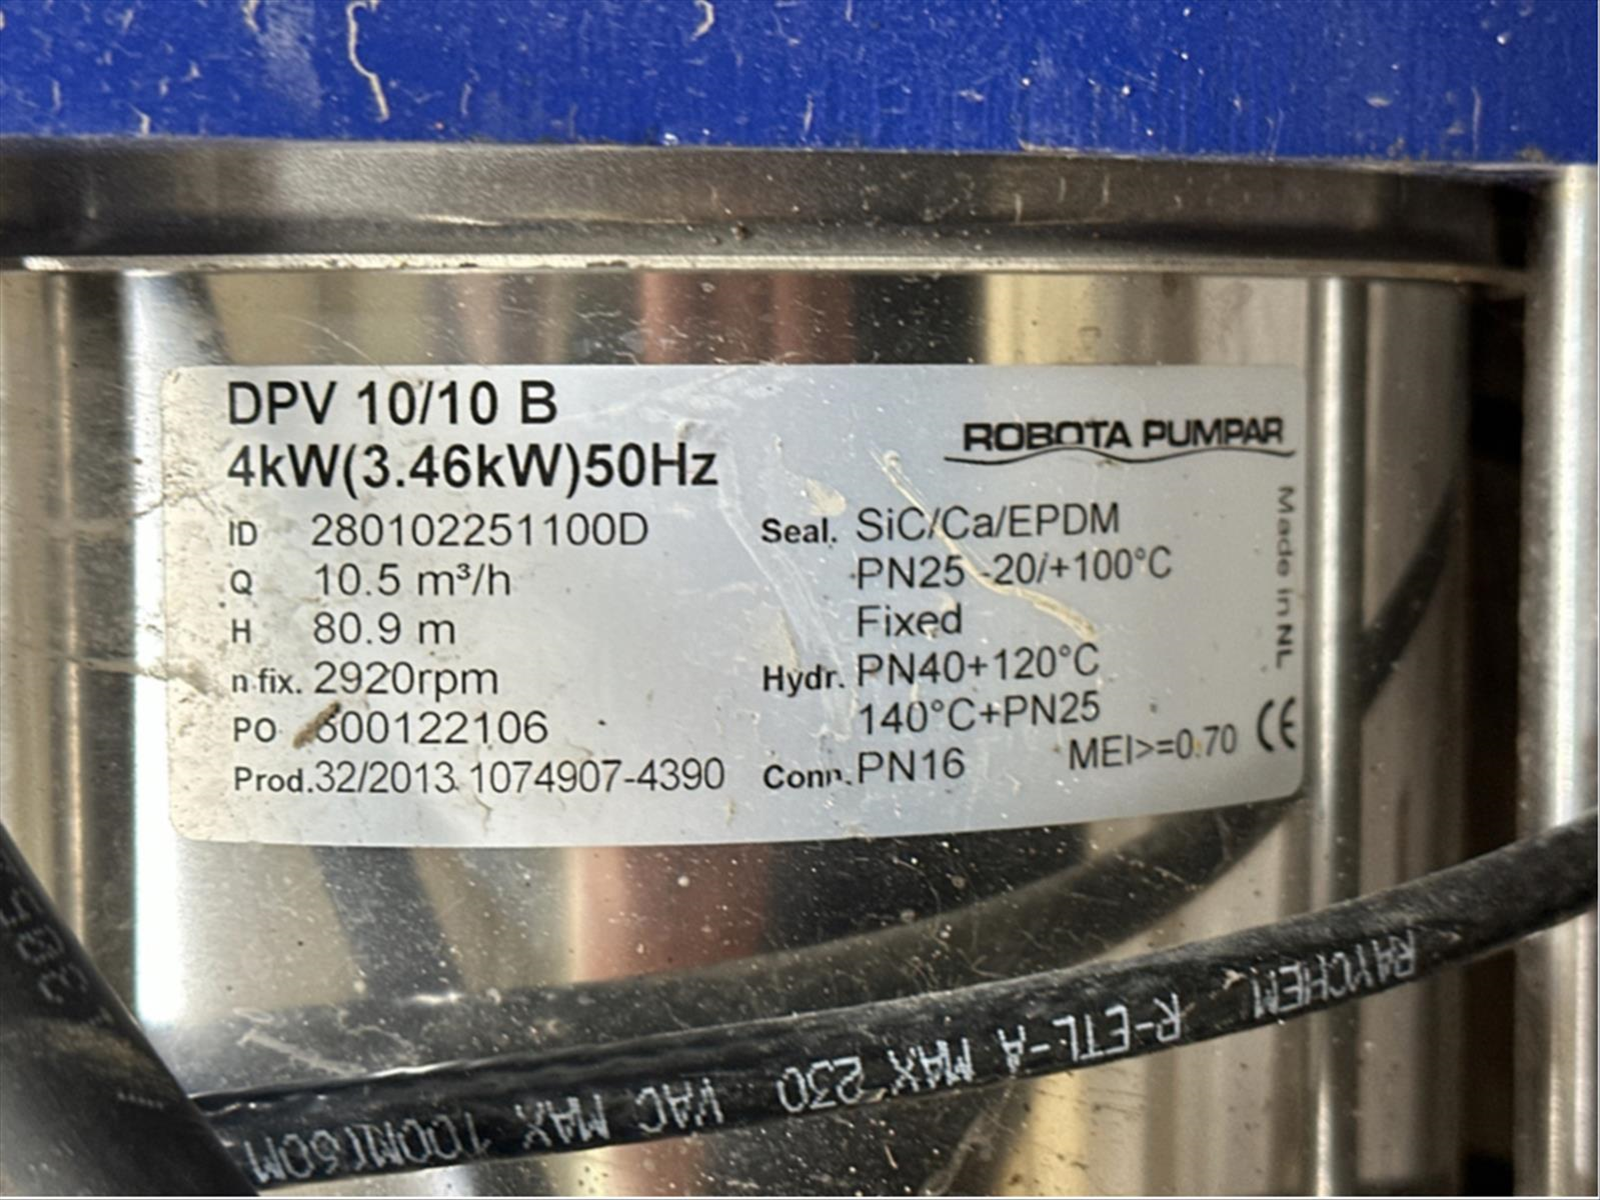 DPV 10/10 B
4kW(3.46kW)50Hz
ID 280102251100D
Q 10.5 m³/h
H 80.9 m
n fix. 2920rpm
PO 600122106
Prod.32/2013 1074907-4390
ROBOTA PUMPAR
Seal. SiC/Ca/EPDM
PN25 -20/+100°C
Fixed
Hydr. PN40+120°C
140°C+PN25
Conn. PN16
MEI>=0.70 CE
Made in NL
RAYCHEM R-ETL-A MAX 230 VAC MAX 100M(60M